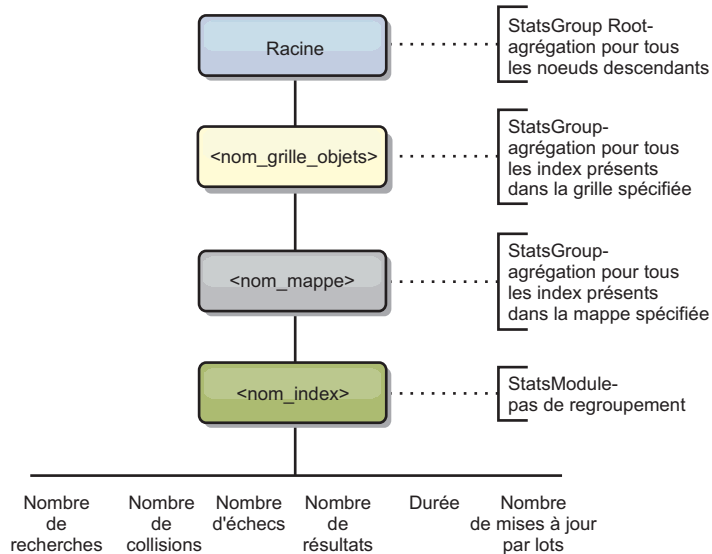 Racine
StatsGroup Root-
agrégation pour tous
les noeuds descendants
<nom_grille_objets>
StatsGroup-
agrégation pour tous
les index présents
dans la grille spécifiée
<nom_mappe>
StatsGroup-
agrégation pour tous
les index présents
dans la mappe spécifiée
<nom_index>
StatsModule-
pas de regroupement
Nombre
de
recherches
Nombre
de
collisions
Nombre
d'échecs
Nombre
de
résultats
Durée
Nombre
de mises à jour
par lots